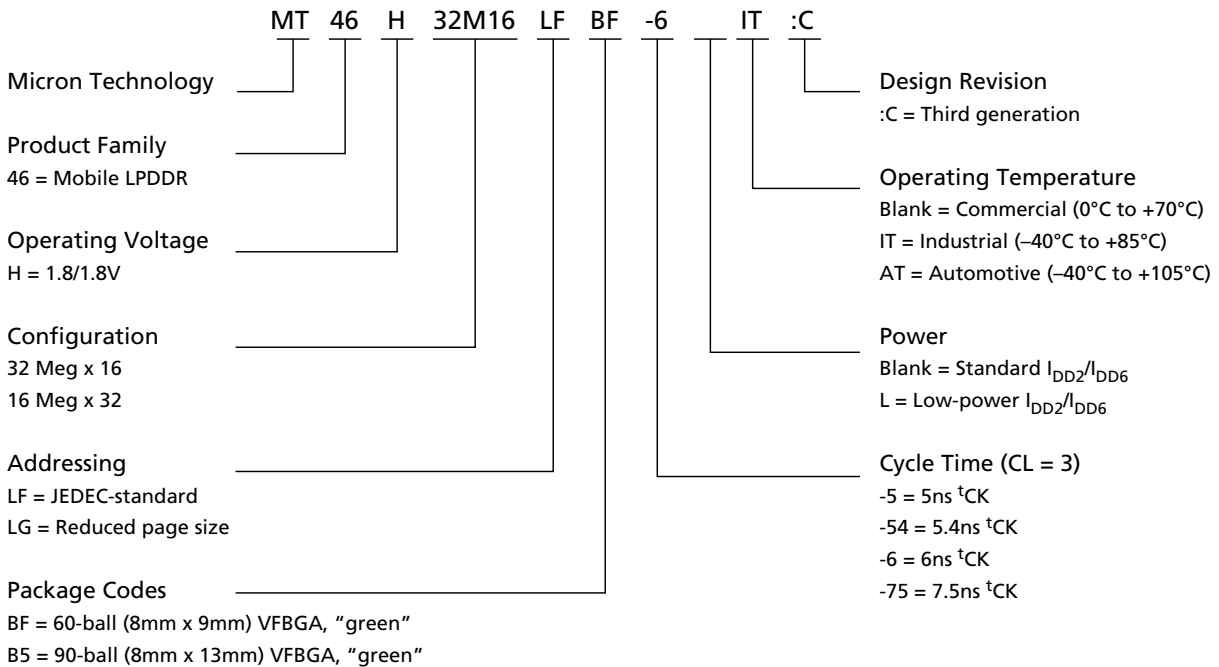 MT 46 H 32M16 LF BF -6 IT :C
Micron Technology
Product Family
46 = Mobile LPDDR
Operating Voltage
H = 1.8/1.8V
Configuration
32 Meg x 16
16 Meg x 32
Addressing
LF = JEDEC-standard
LG = Reduced page size
Package Codes
BF = 60-ball (8mm x 9mm) VFBGA, “green”
B5 = 90-ball (8mm x 13mm) VFBGA, “green”
Design Revision
:C = Third generation
Operating Temperature
Blank = Commercial (0°C to +70°C)
IT = Industrial (–40°C to +85°C)
AT = Automotive (–40°C to +105°C)
Power
Blank = Standard IDD2/IDD6
L = Low-power IDD2/IDD6
Cycle Time (CL = 3)
-5 = 5ns tCK
-54 = 5.4ns tCK
-6 = 6ns tCK
-75 = 7.5ns tCK